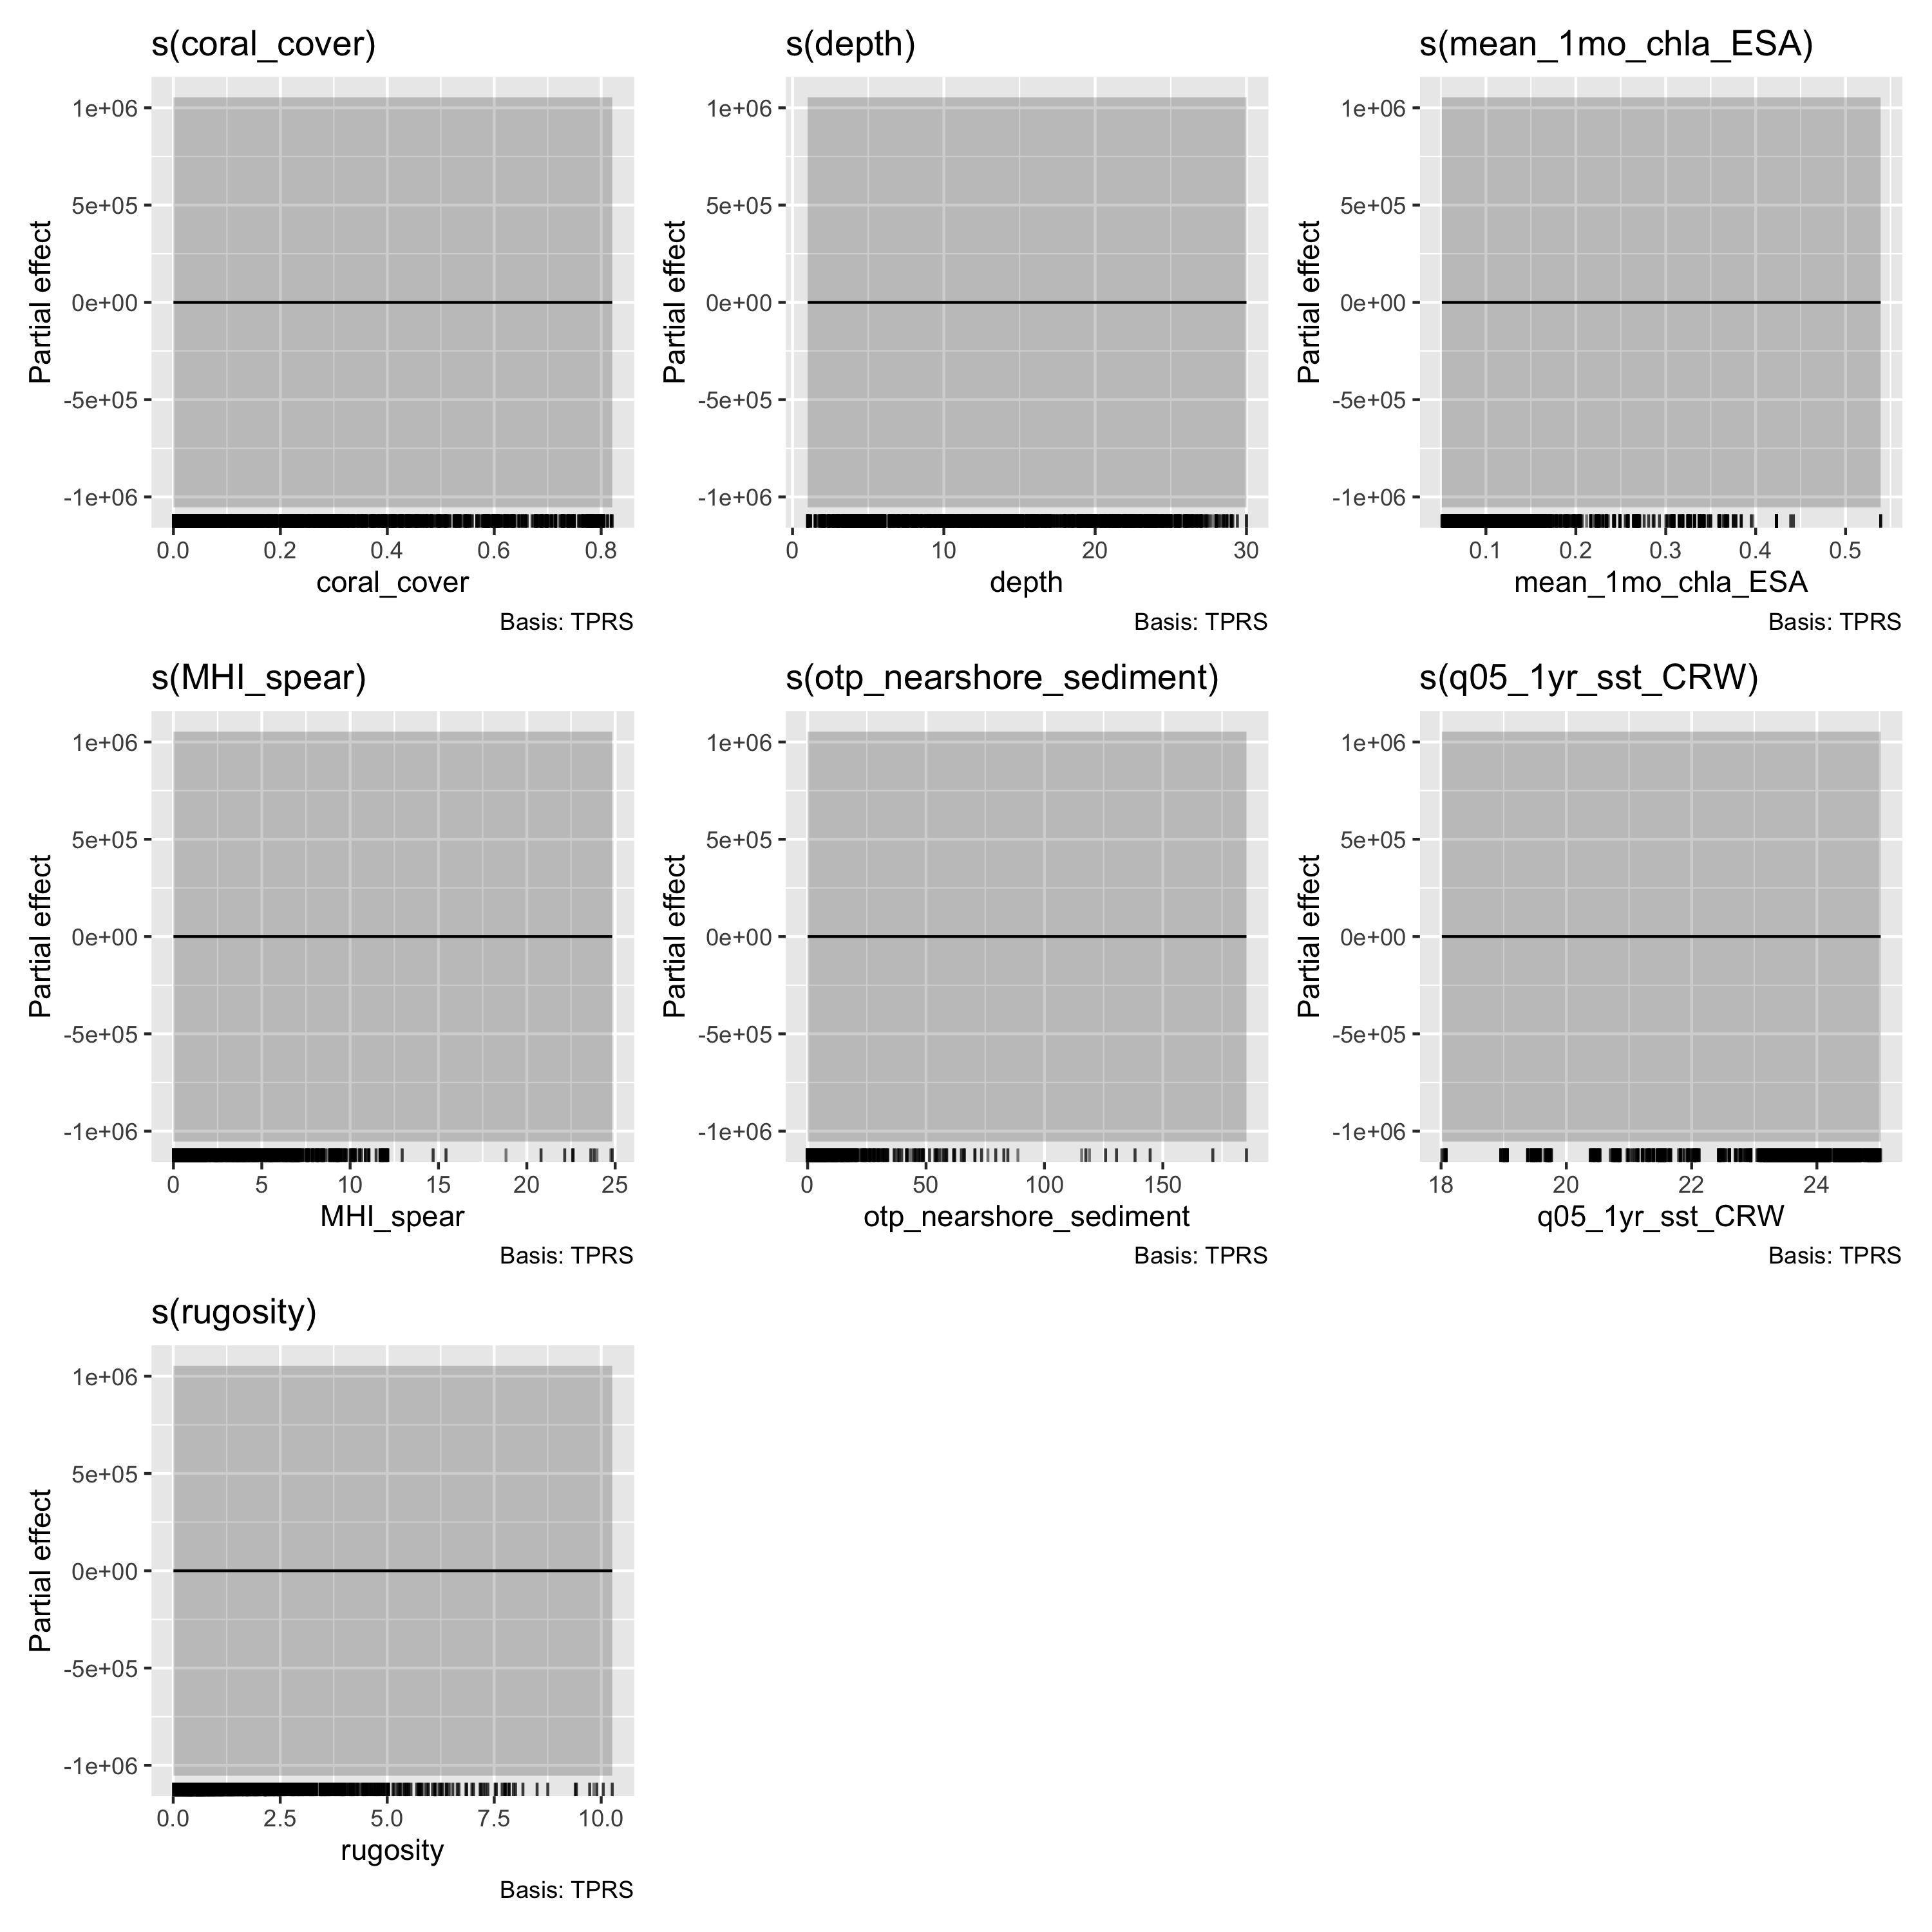 s(coral_cover)
1e+06
5e+05
0e+00
-5e+05
-1e+06
Partial effect
0.0 0.2 0.4 0.6 0.8
coral_cover
Basis: TPRS
s(depth)
1e+06
5e+05
0e+00
-5e+05
-1e+06
Partial effect
0 10 20 30
depth
Basis: TPRS
s(mean_1mo_chla_ESA)
1e+06
5e+05
0e+00
-5e+05
-1e+06
Partial effect
0.1 0.2 0.3 0.4 0.5
mean_1mo_chla_ESA
Basis: TPRS
s(MHI_spear)
1e+06
5e+05
0e+00
-5e+05
-1e+06
Partial effect
0 5 10 15 20 25
MHI_spear
Basis: TPRS
s(otp_nearshore_sediment)
1e+06
5e+05
0e+00
-5e+05
-1e+06
Partial effect
0 50 100 150
otp_nearshore_sediment
Basis: TPRS
s(q05_1yr_sst_CRW)
1e+06
5e+05
0e+00
-5e+05
-1e+06
Partial effect
18 20 22 24
q05_1yr_sst_CRW
Basis: TPRS
s(rugosity)
1e+06
5e+05
0e+00
-5e+05
-1e+06
Partial effect
0.0 2.5 5.0 7.5 10.0
rugosity
Basis: TPRS